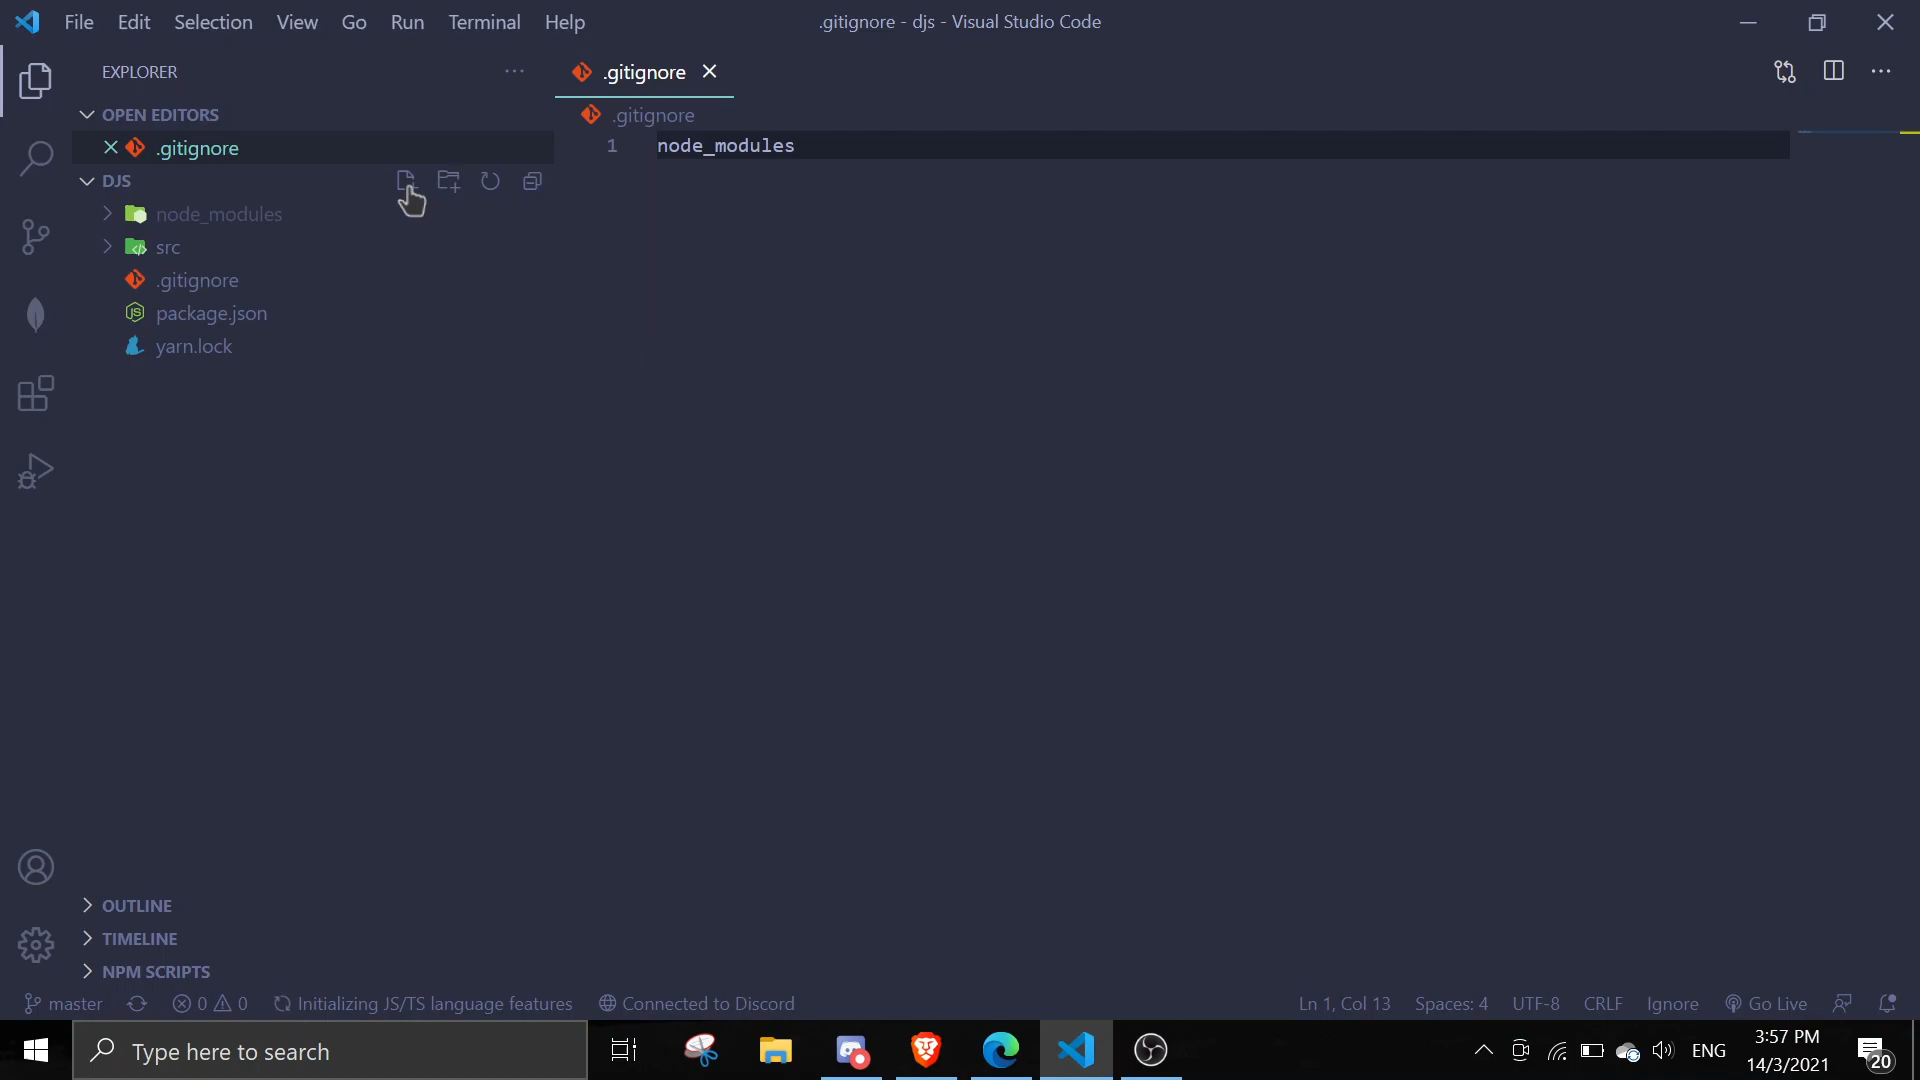 File Edit Selection View Go Run Terminal Help
.gitignore - djs - Visual Studio Code
EXPLORER
.gitignore
OPEN EDITORS
.gitignore
.gitignore
1 node_modules
DJS
node_modules
src
.gitignore
package.json
yarn.lock
OUTLINE
TIMELINE
NPM SCRIPTS
master 0 0 Initializing JS/TS language features Connected to Discord Ln 1, Col 13 Spaces: 4 UTF-8 CRLF Ignore Go Live
Type here to search
ENG
3:57 PM
14/3/2021
20